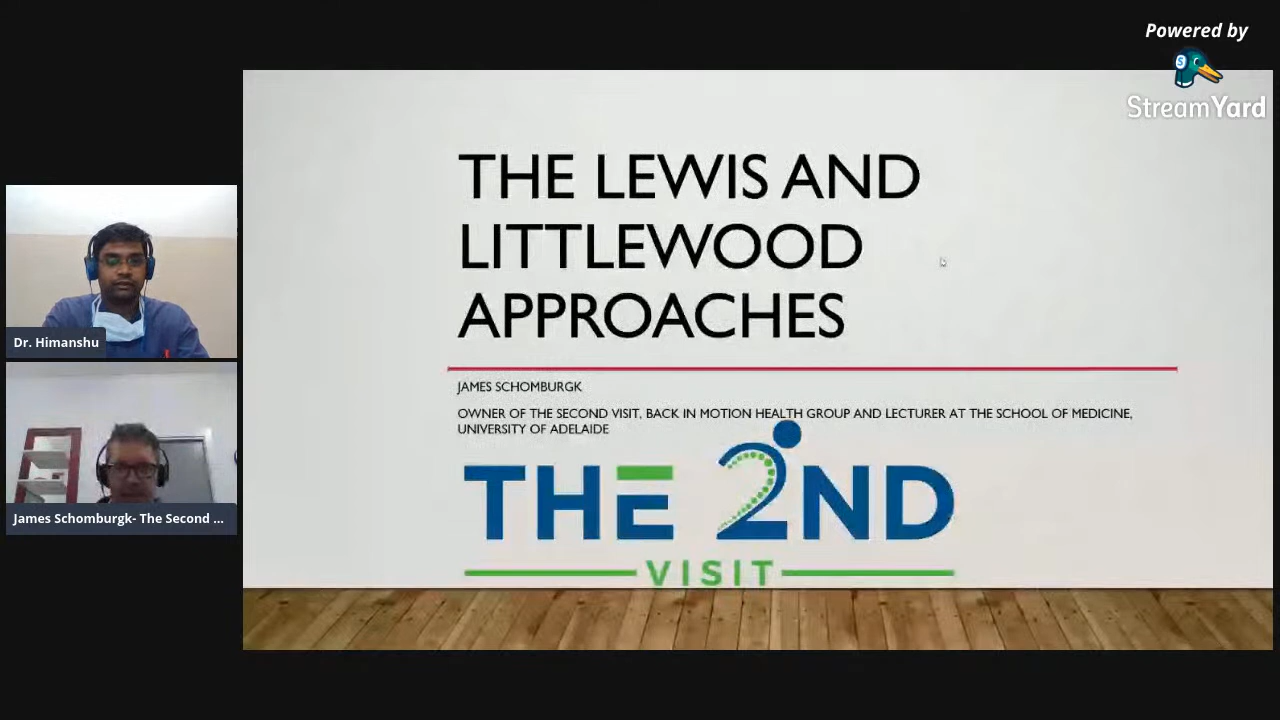 Powered by
StreamYard
THE LEWIS AND
LITTLEWOOD
APPROACHES
JAMES SCHOMBURGK
OWNER OF THE SECOND VISIT, BACK IN MOTION HEALTH GROUP AND LECTURER AT THE SCHOOL OF MEDICINE,
UNIVERSITY OF ADELAIDE
THE 2ND
VISIT
Dr. Himanshu
James Schomburgk- The Second ...